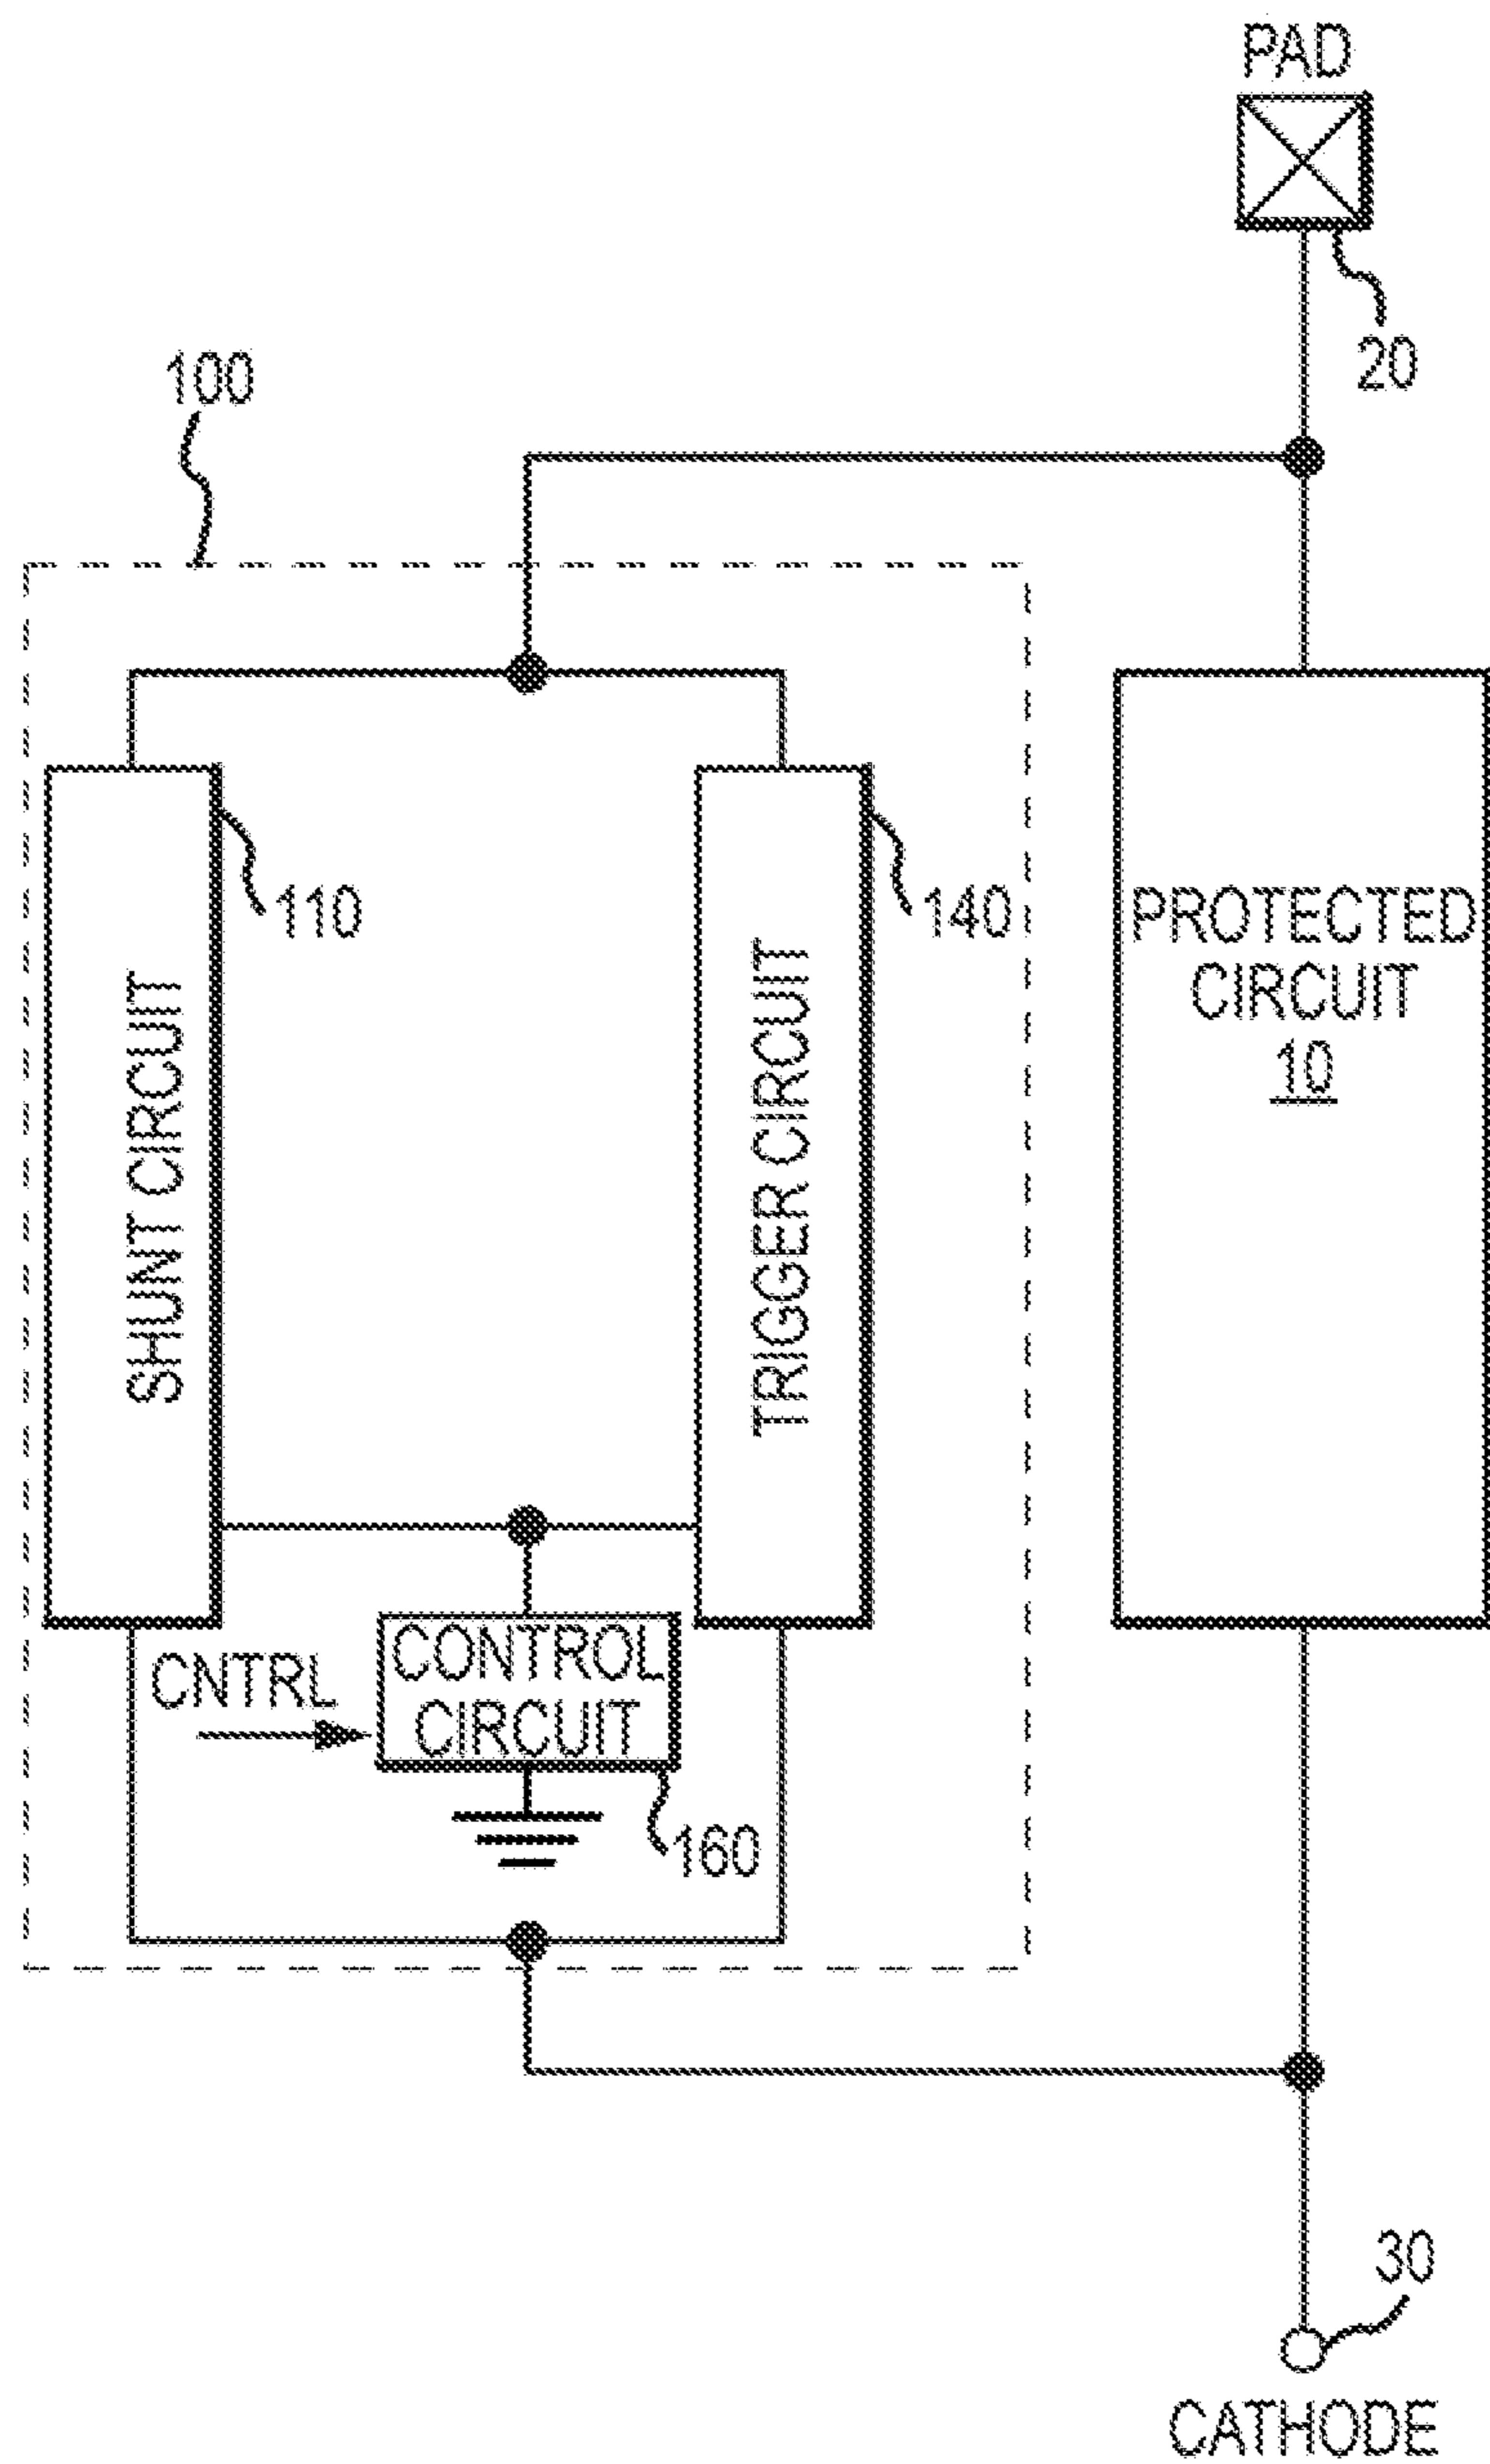 PAD
20
100
110
140
SHUNT CIRCUIT
TRIGGER CIRCUIT
PROTECTED
CIRCUIT
10
CNTRL
CONTROL
CIRCUIT
160
30
CATHODE